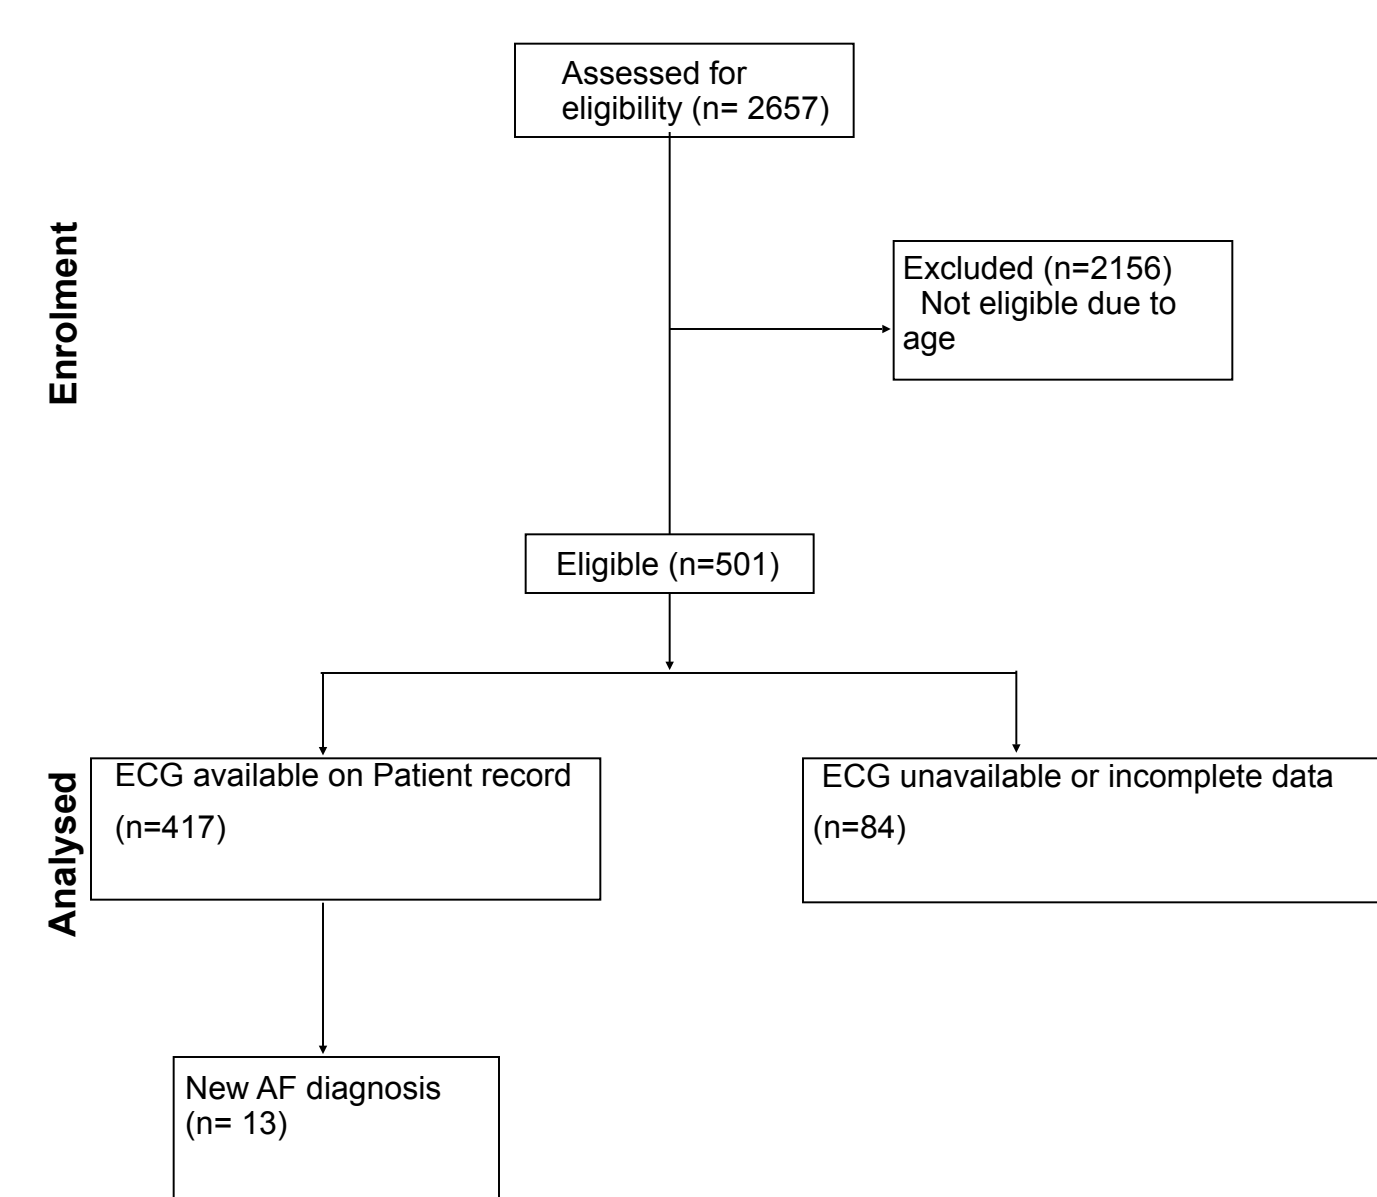 Assessed for
eligibility (n= 2657)
Enrolment
Excluded (n=2156)
Not eligible due to
age
Eligible (n=501)
Analysed
ECG available on Patient record
(n=417)
ECG unavailable or incomplete data
(n=84)
New AF diagnosis
(n= 13)